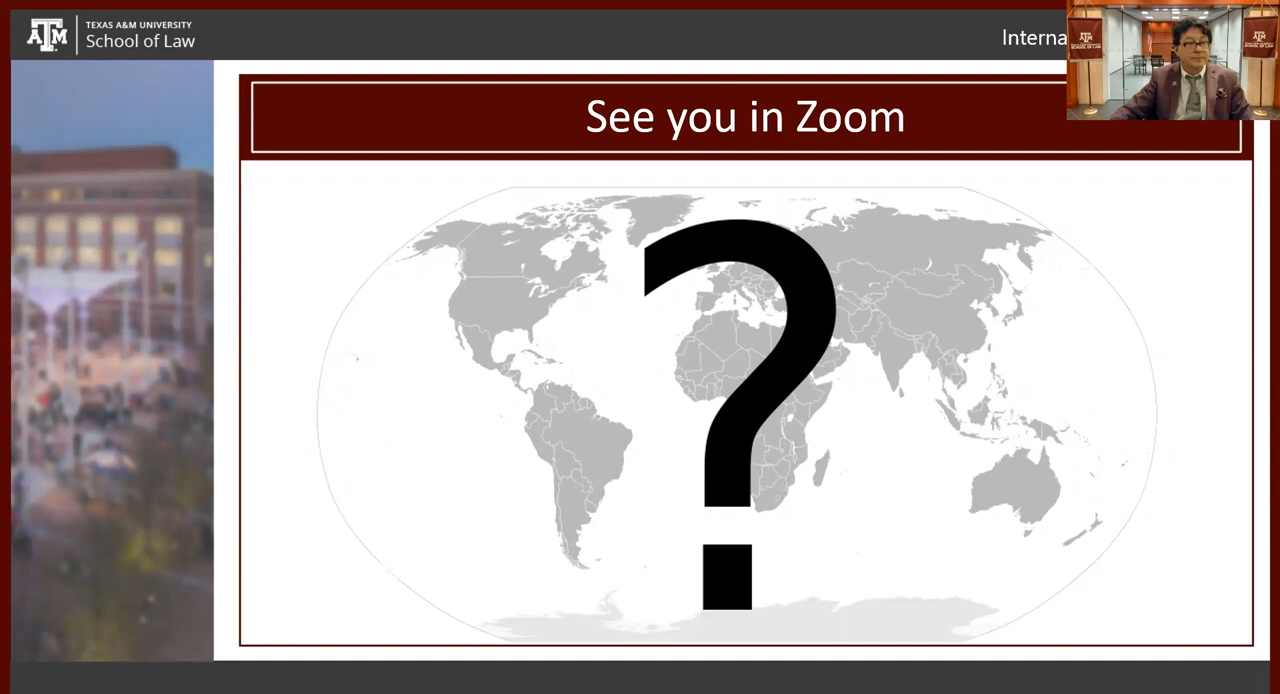 TEXAS A&M UNIVERSITY
School of Law
Interna
See you in Zoom
?